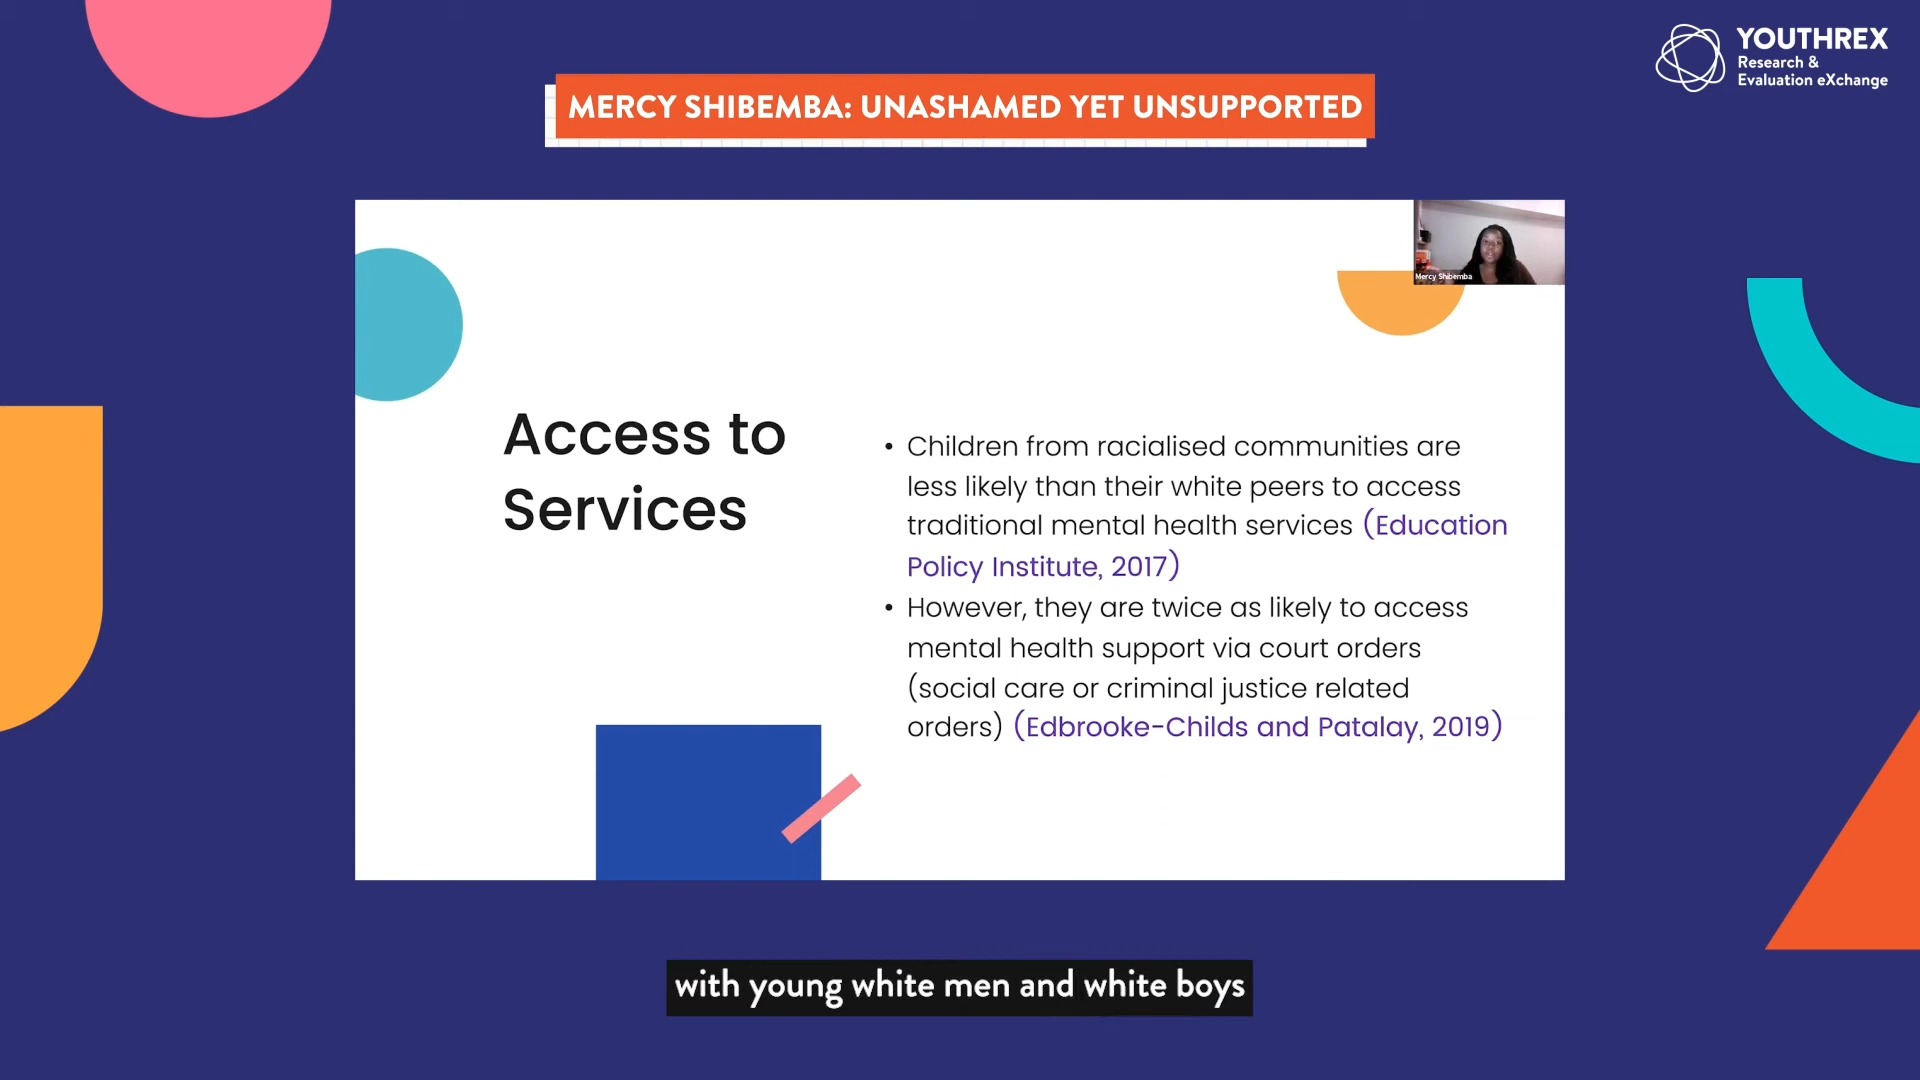 YOUTHREX
Research &
Evaluation eXchange
MERCY SHIBEMBA: UNASHAMED YET UNSUPPORTED
Mercy Shibemba
Access to
Services
• Children from racialised communities are
less likely than their white peers to access
traditional mental health services (Education
Policy Institute, 2017)
• However, they are twice as likely to access
mental health support via court orders
(social care or criminal justice related
orders) (Edbrooke-Childs and Patalay, 2019)
with young white men and white boys